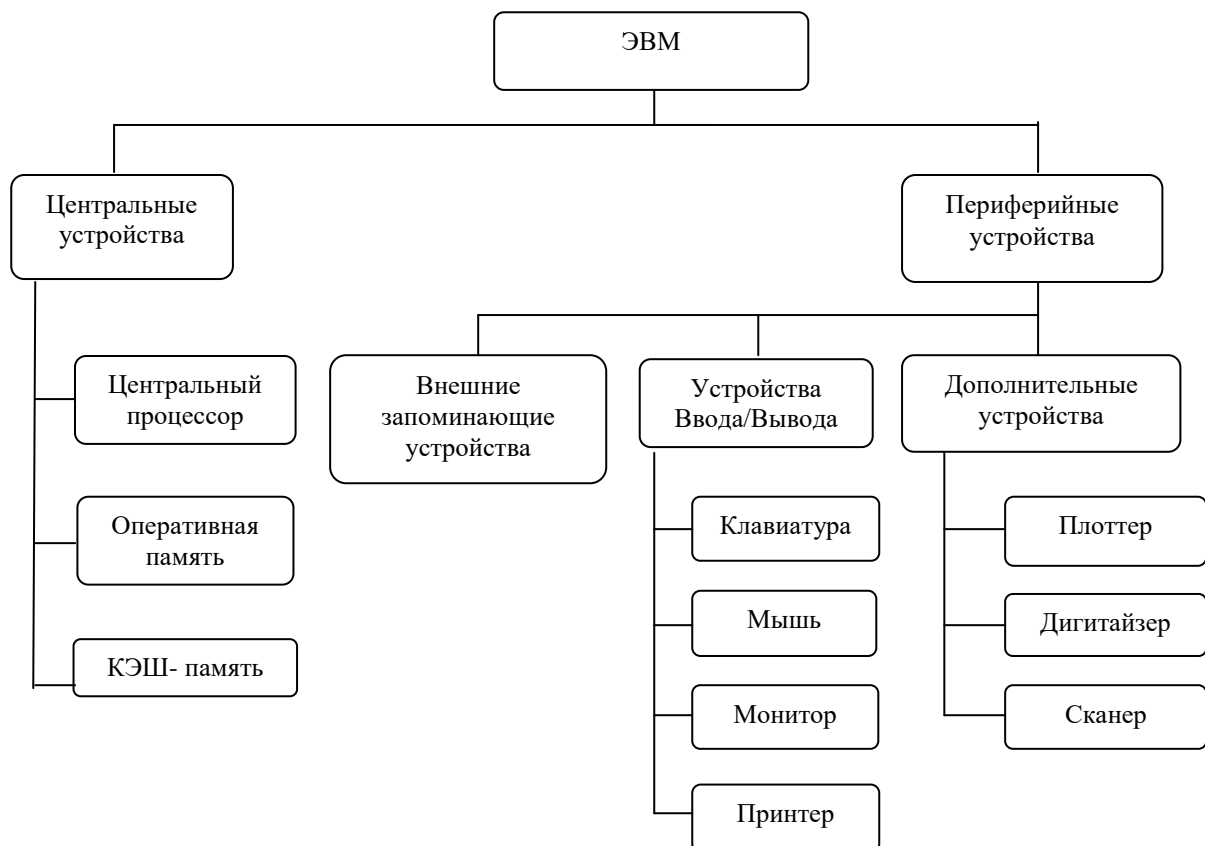 ЭВМ
Центральные
устройства
Периферийные
устройства
Центральный
процессор
Оперативная
память
КЭШ- память
Внешние
запоминающие
устройства
Устройства
Ввода/Вывода
Клавиатура
Мышь
Монитор
Принтер
Дополнительные
устройства
Плоттер
Дигитайзер
Сканер